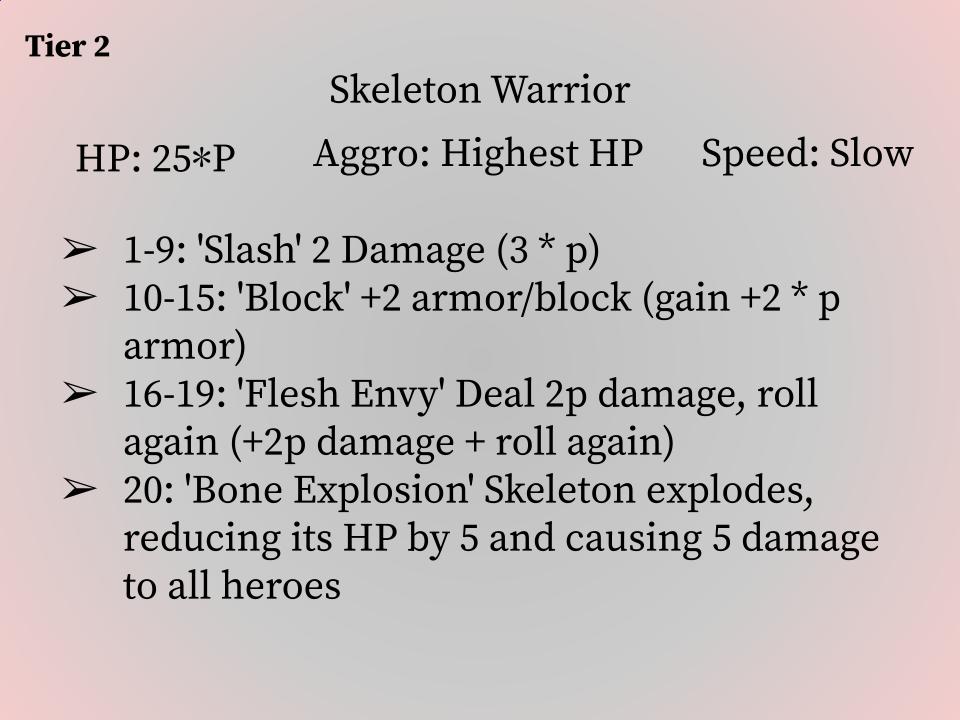 Tier 2
Skeleton Warrior
HP: 25*P
Aggro: Highest HP
Speed: Slow
➢ 1-9: 'Slash' 2 Damage (3 * p)
➢ 10-15: 'Block' +2 armor/block (gain +2 * p
armor)
➢ 16-19: 'Flesh Envy' Deal 2p damage, roll
again (+2p damage + roll again)
➢ 20: 'Bone Explosion' Skeleton explodes,
reducing its HP by 5 and causing 5 damage
to all heroes